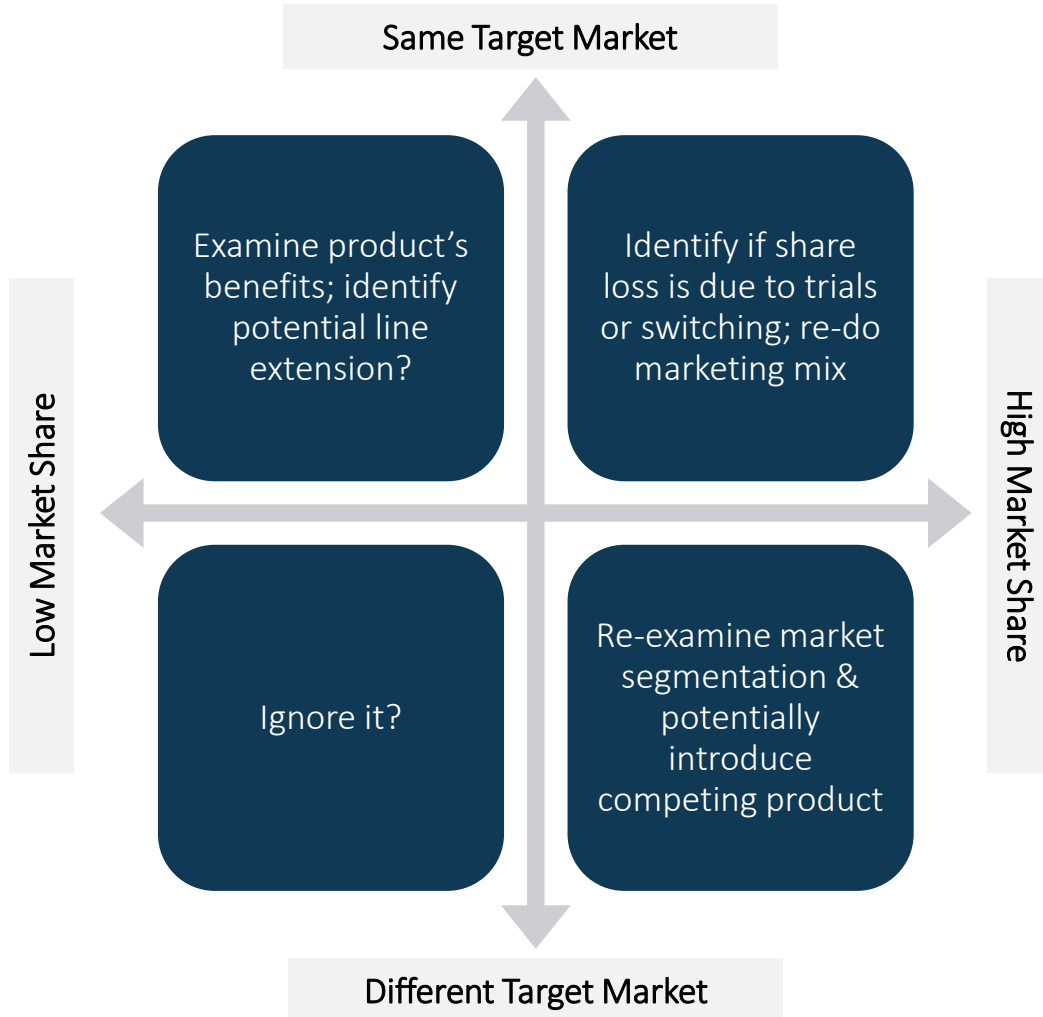 Same Target Market
Examine product’s
benefits; identify
potential line
extension?
Identify if share
loss is due to trials
or switching; re-do
marketing mix
Low Market Share
High Market Share
Ignore it?
Re-examine market
segmentation &
potentially
introduce
competing product
Different Target Market